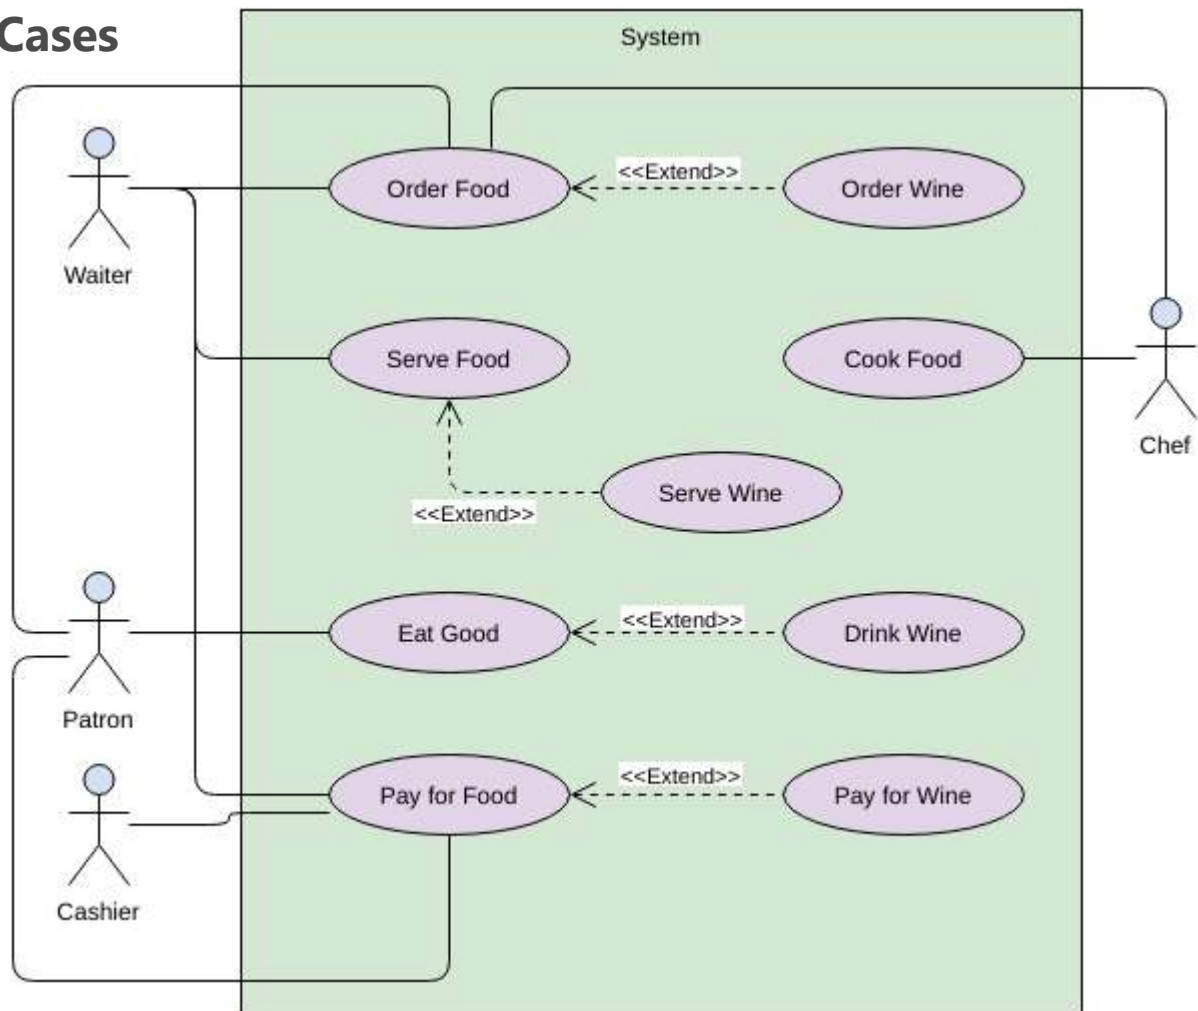 Cases
System
<<Extend>>
Order Food
Order Wine
Waiter
Serve Food
Cook Food
Chef
Serve Wine
<<Extend>>
<<Extend>>
Eat Good
Drink Wine
Patron
<<Extend>>
Pay for Food
Pay for Wine
Cashier